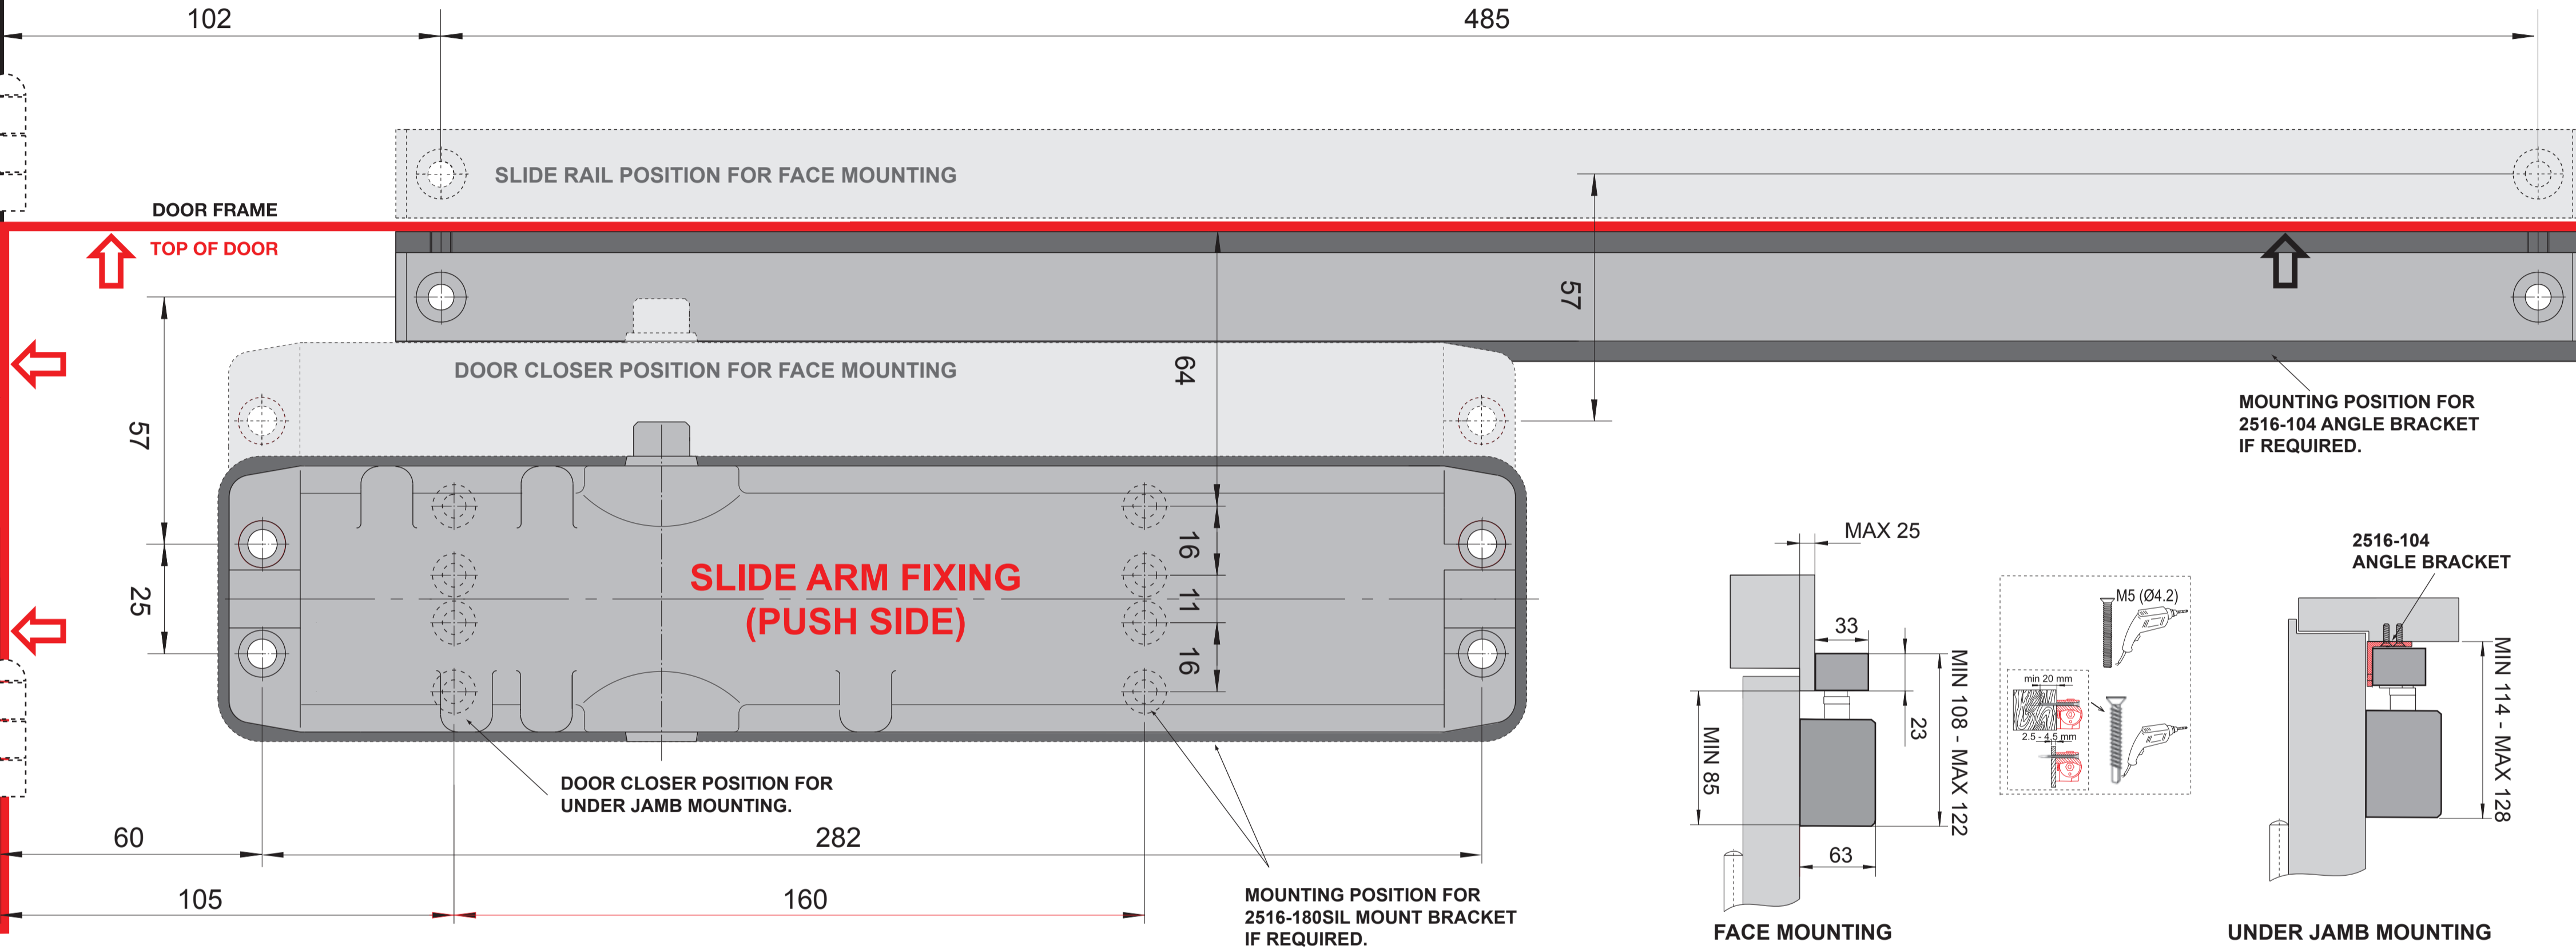 102
485
SLIDE RAIL POSITION FOR FACE MOUNTING
DOOR FRAME
TOP OF DOOR
57
DOOR CLOSER POSITION FOR FACE MOUNTING
64
MOUNTING POSITION FOR
2516-104 ANGLE BRACKET
IF REQUIRED.
57
25
SLIDE ARM FIXING
(PUSH SIDE)
16
11
16
DOOR CLOSER POSITION FOR
UNDER JAMB MOUNTING.
60
282
105
160
MOUNTING POSITION FOR
2516-180SIL MOUNT BRACKET
IF REQUIRED.
MAX 25
33
23
MIN 108 - MAX 122
MIN 85
63
FACE MOUNTING
M5 (Ø4.2)
min 20 mm
2.5 - 4.5 mm
2516-104
ANGLE BRACKET
MIN 114 - MAX 128
UNDER JAMB MOUNTING